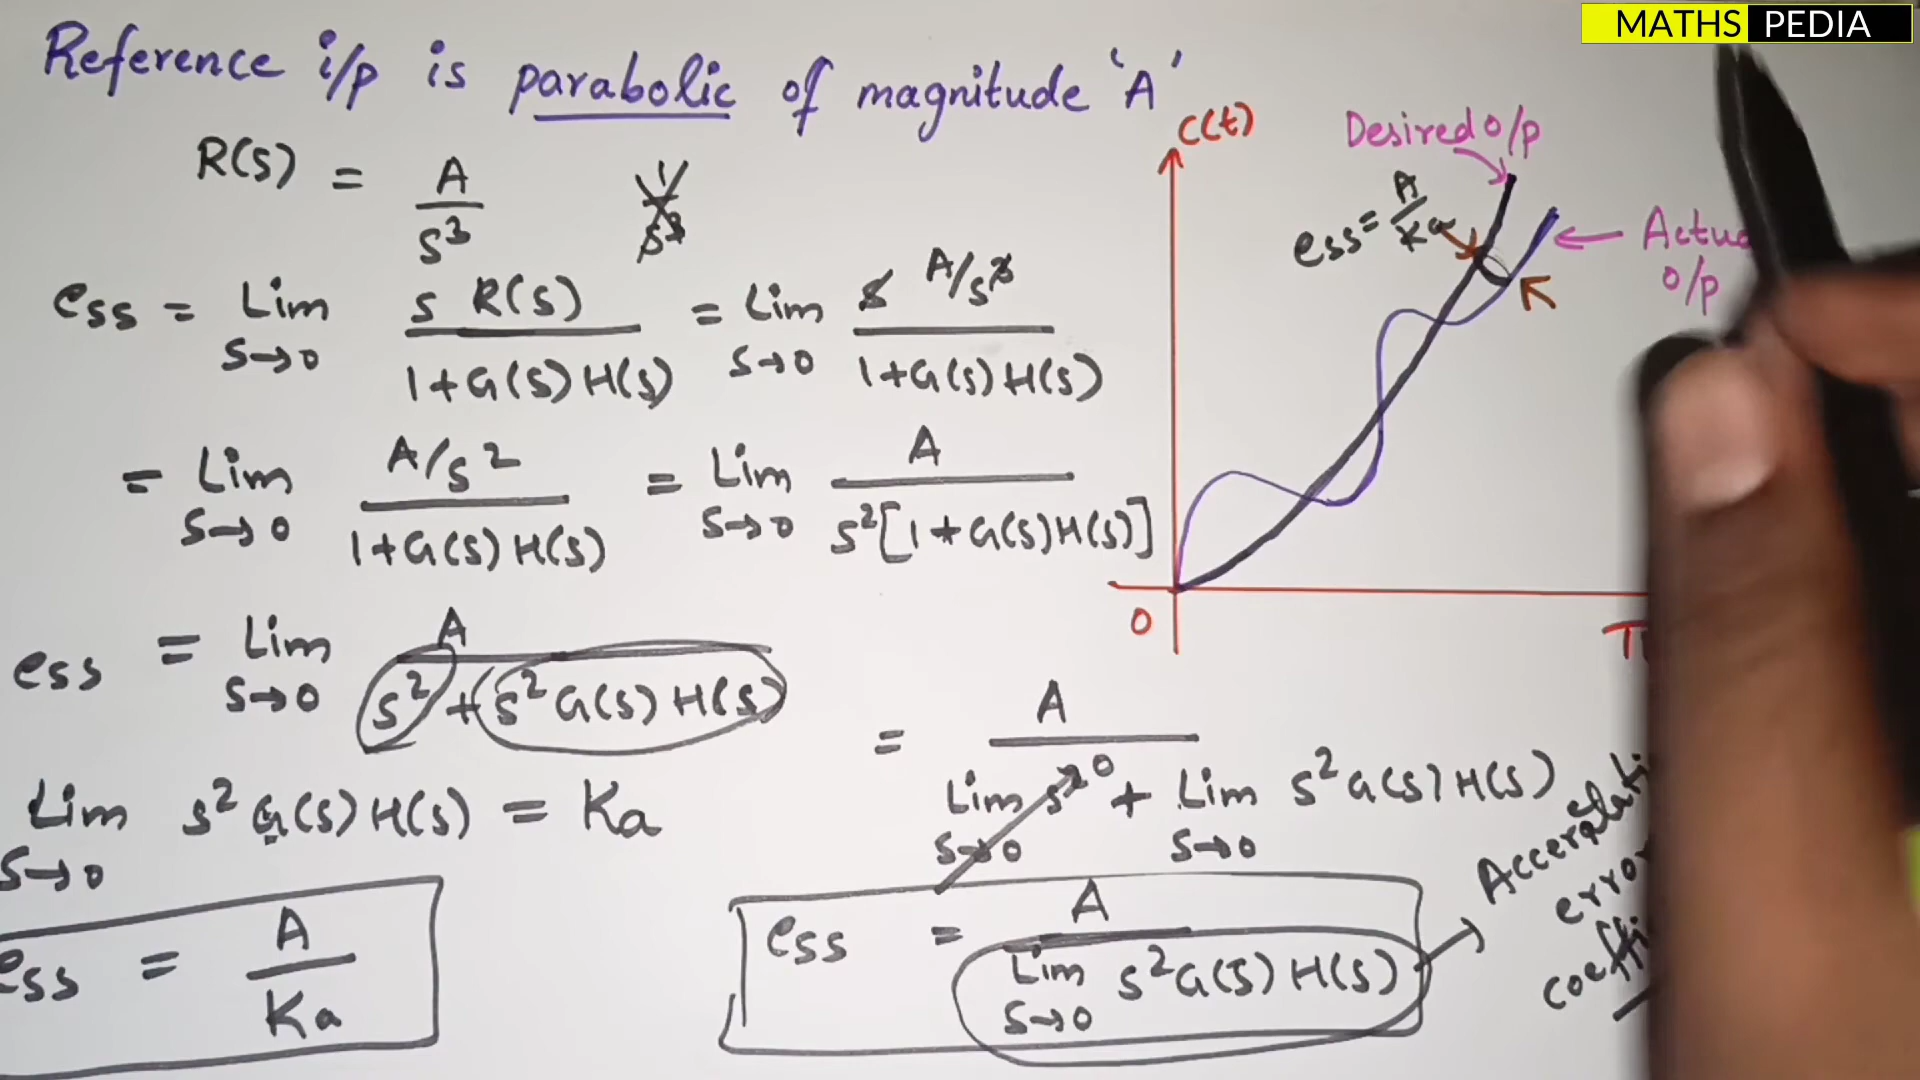 MATHS PEDIA
Reference i/p is parabolic of magnitude 'A'
R(s) = A/s³
ess = Lim s→0 s R(s) / 1+G(s)H(s) = Lim s→0 s A/s³ / 1+G(s)H(s)
= Lim s→0 A/s² / 1+G(s)H(s) = Lim s→0 A / s²[1+G(s)H(s)]
ess = Lim s→0 A / s² + s²G(s)H(s)
= A / Lim s→0 s² 0 + Lim s→0 s²G(s)H(s)
Lim s→0 s²G(s)H(s) = Ka
ess = A/Ka
ess = A / Lim s→0 s²G(s)H(s)
C(t)
Desired o/p
ess = A/Ka
o/p
0